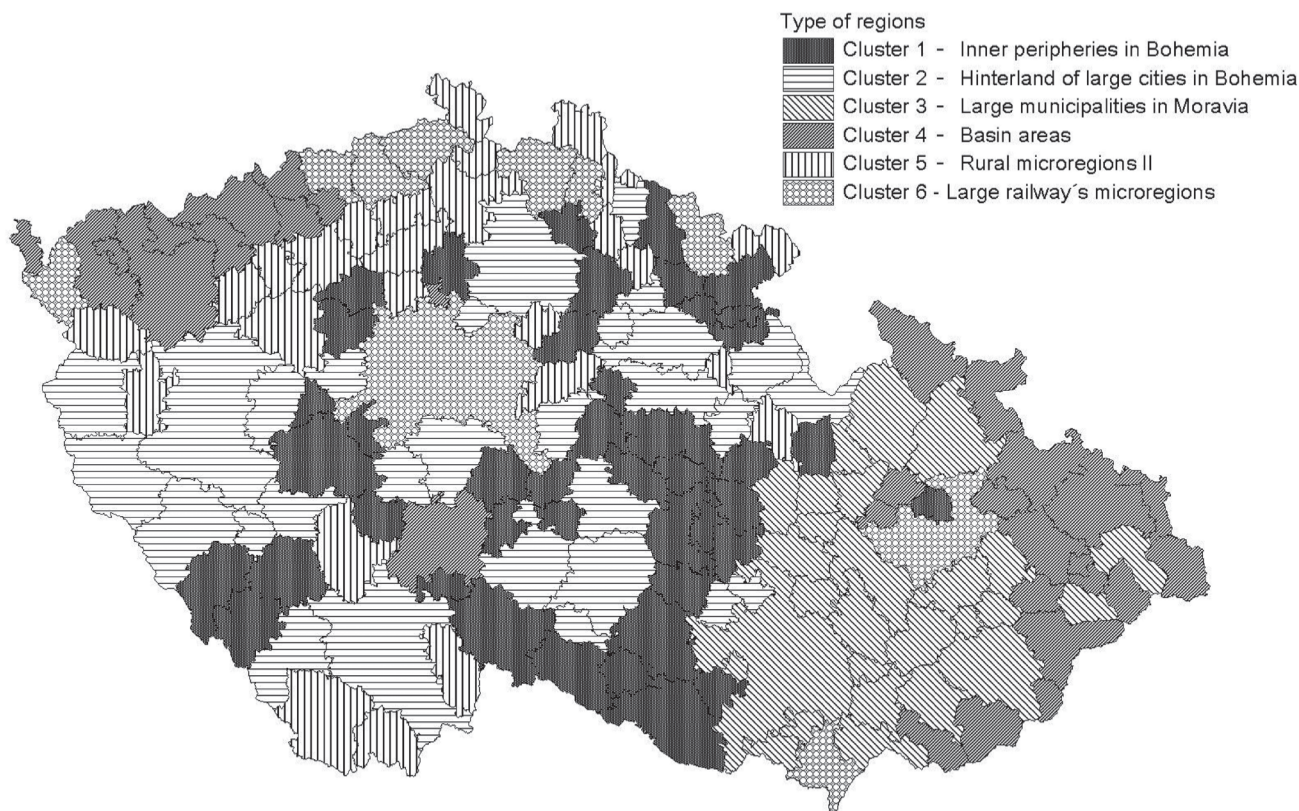 Type of regions
Cluster 1 - Inner peripheries in Bohemia
Cluster 2 - Hinterland of large cities in Bohemia
Cluster 3 - Large municipalities in Moravia
Cluster 4 - Basin areas
Cluster 5 - Rural microregions II
Cluster 6 - Large railway´s microregions